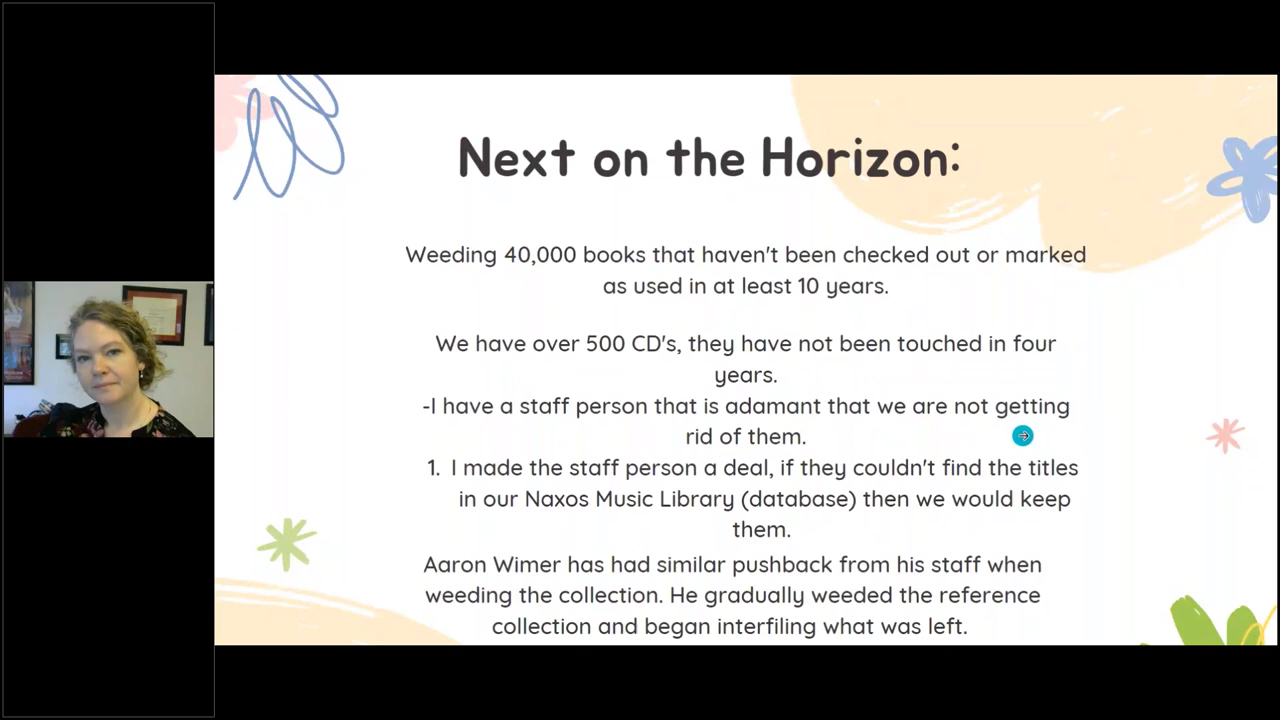 Next on the Horizon:
Weeding 40,000 books that haven't been checked out or marked
as used in at least 10 years.
We have over 500 CD's, they have not been touched in four
years.
-I have a staff person that is adamant that we are not getting
rid of them.
1. I made the staff person a deal, if they couldn't find the titles
in our Naxos Music Library (database) then we would keep
them.
Aaron Wimer has had similar pushback from his staff when
weeding the collection. He gradually weeded the reference
collection and began interfiling what was left.